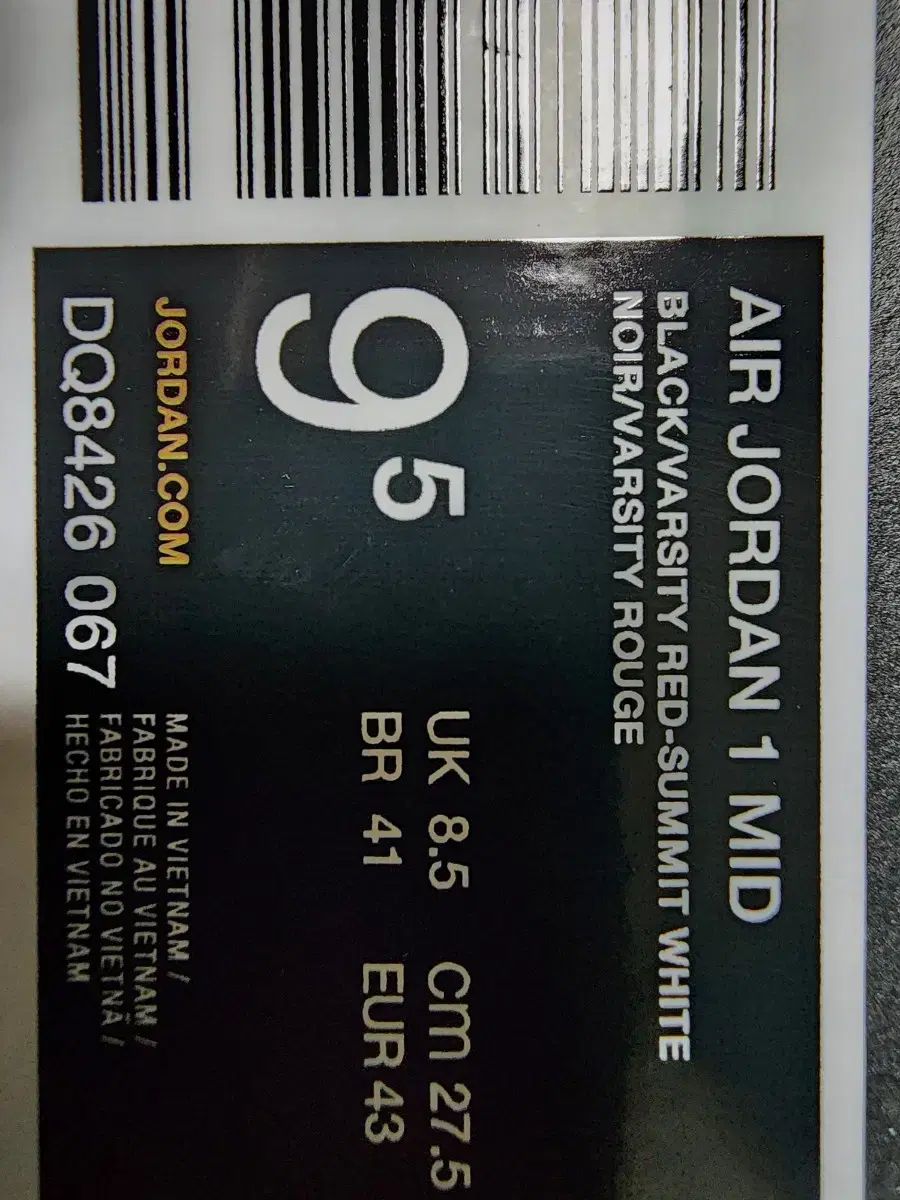 AIR JORDAN 1 MID
BLACK/VARSITY RED-SUMMIT WHITE
NOIR/VARSITY ROUGE
9 5
UK 8.5 cm 27.5
BR 41 EUR 43
JORDAN.COM
DQ8426 067
MADE IN VIETNAM /
FABRIQUE AU VIETNAM /
FABRICADO NO VIETNÃ /
HECHO EN VIETNAM